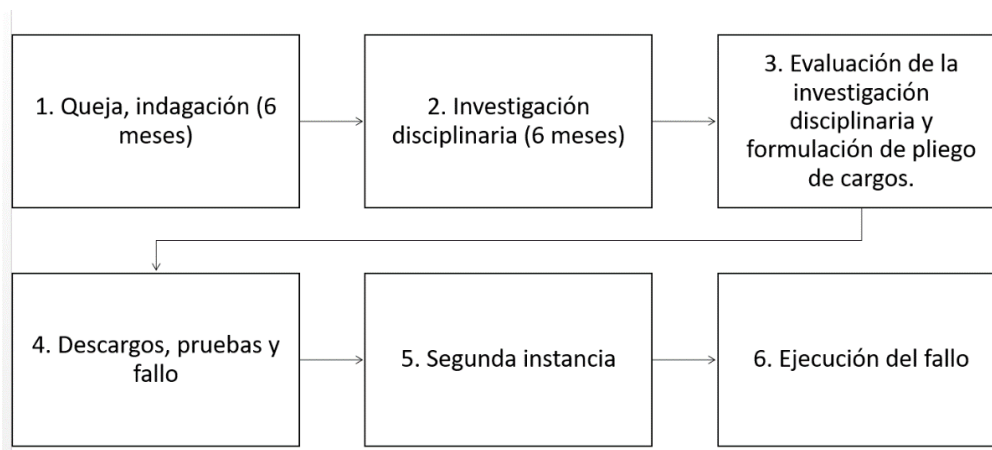 1. Queja, indagación (6
meses)
2. Investigación
disciplinaria (6 meses)
3. Evaluación de la
investigación
disciplinaria y
formulación de pliego
de cargos.
4. Descargos, pruebas y
fallo
5. Segunda instancia
6. Ejecución del fallo